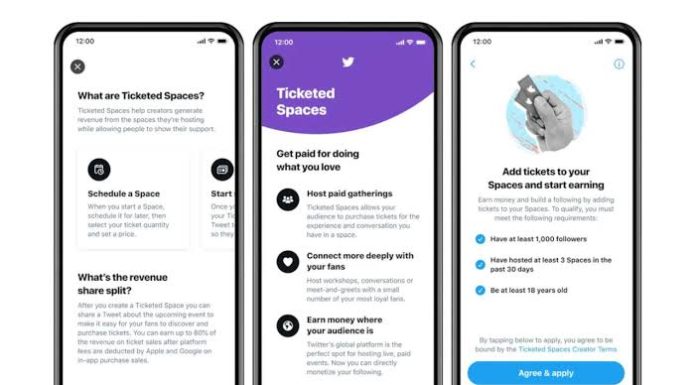 12:00
What are Ticketed Spaces?
Ticketed Spaces help creators generate
revenue from the spaces they're hosting
while allowing people to show their support.
Schedule a Space
When you start a Space,
schedule it for later, then
select your ticket quantity
and set a price.
Start
Once yo
your Tic
Tweet to
so they
What's the revenue
share split?
After you create a Ticketed Space you can
share a Tweet about the upcoming event to
make it easy for your fans to discover and
purchase tickets. You can earn up to 80% of
the revenue on ticket sales after platform
fees are deducted by Apple and Google on
in-app purchase sales.
12:00
Ticketed
Spaces
Get paid for doing
what you love
Host paid gatherings
Ticketed Spaces allows your
audience to purchase tickets for the
experience and conversation you
have in a space.
Connect more deeply with
your fans
Host workshops, conversations or
meet-and-greets with a small
number of your most loyal fans.
Earn money where
your audience is
Twitter's global platform is the
perfect spot for hosting live, paid
events. Now you can directly
monetize your following.
12:00
Add tickets to your
Spaces and start earning
Earn money and build a following by adding
tickets to your Spaces. To qualify, you must
meet the following requirements:
Have at least 1,000 followers
Have hosted at least 3 Spaces in the
past 30 days
Be at least 18 years old
By tapping below to apply, you agree to be
bound by the Ticketed Spaces Creator Terms
Agree & apply